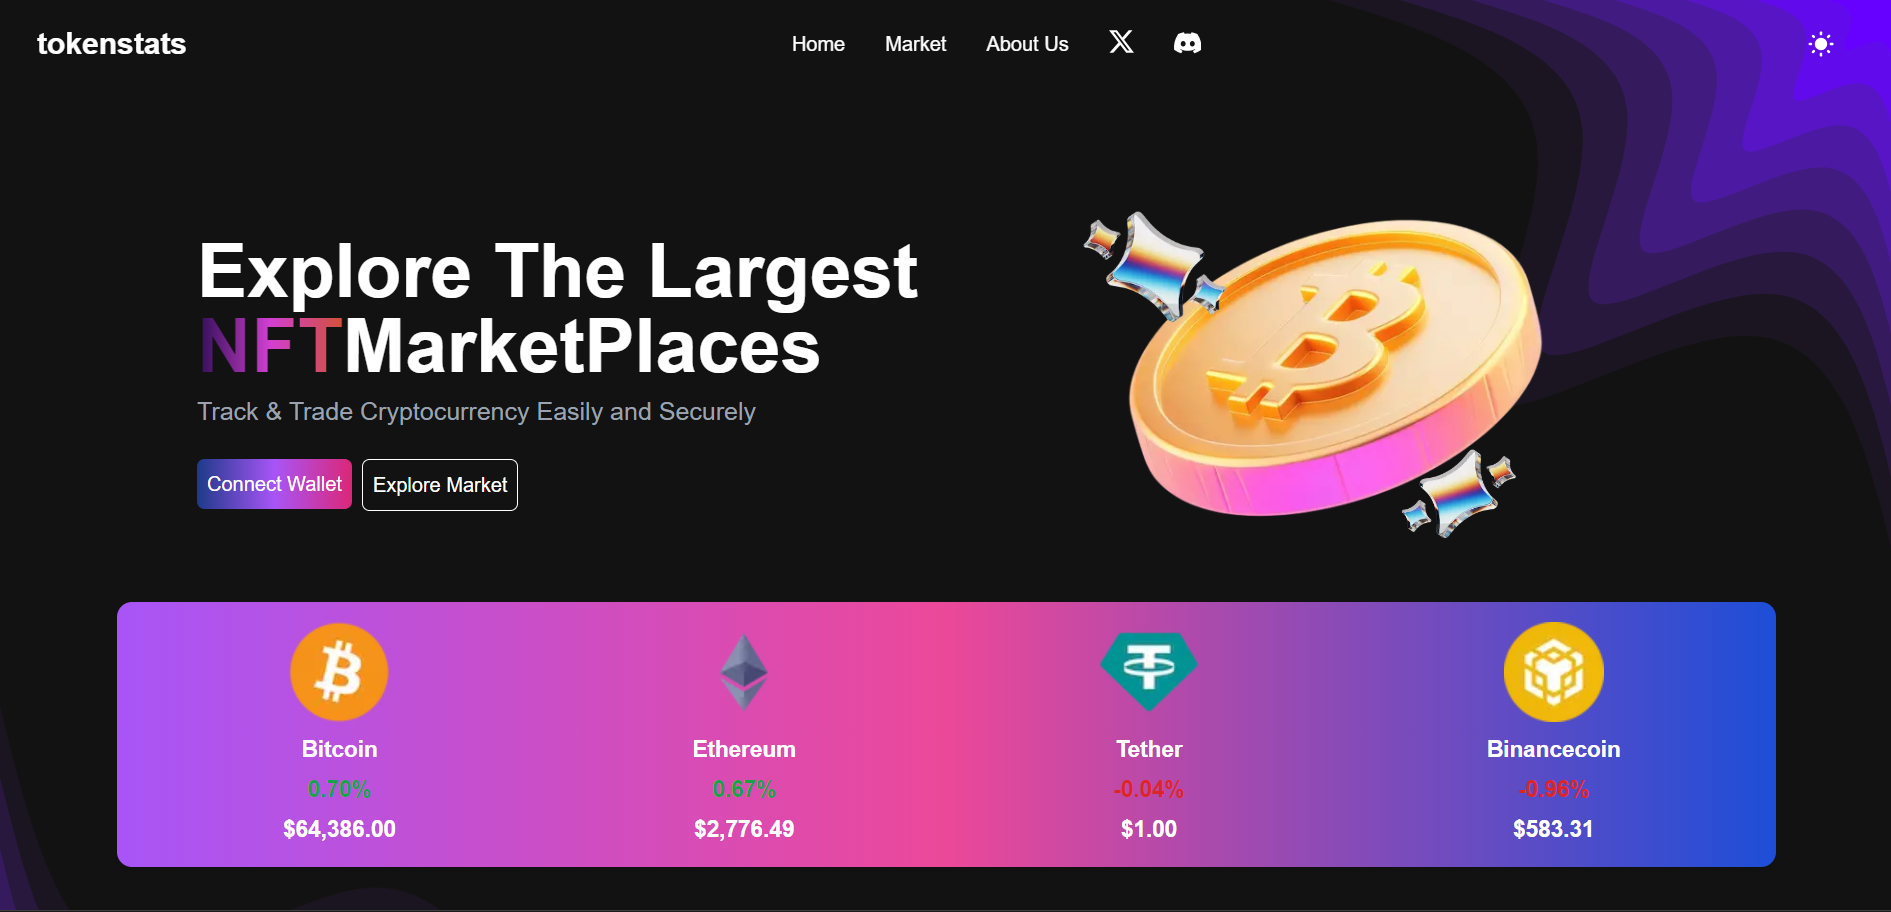 tokenstats
Home Market About Us
Explore The Largest
NFTMarketPlaces
Track & Trade Cryptocurrency Easily and Securely
Connect Wallet Explore Market
Bitcoin
0.70%
$64,386.00
Ethereum
0.67%
$2,776.49
Tether
-0.04%
$1.00
Binancecoin
-0.96%
$583.31